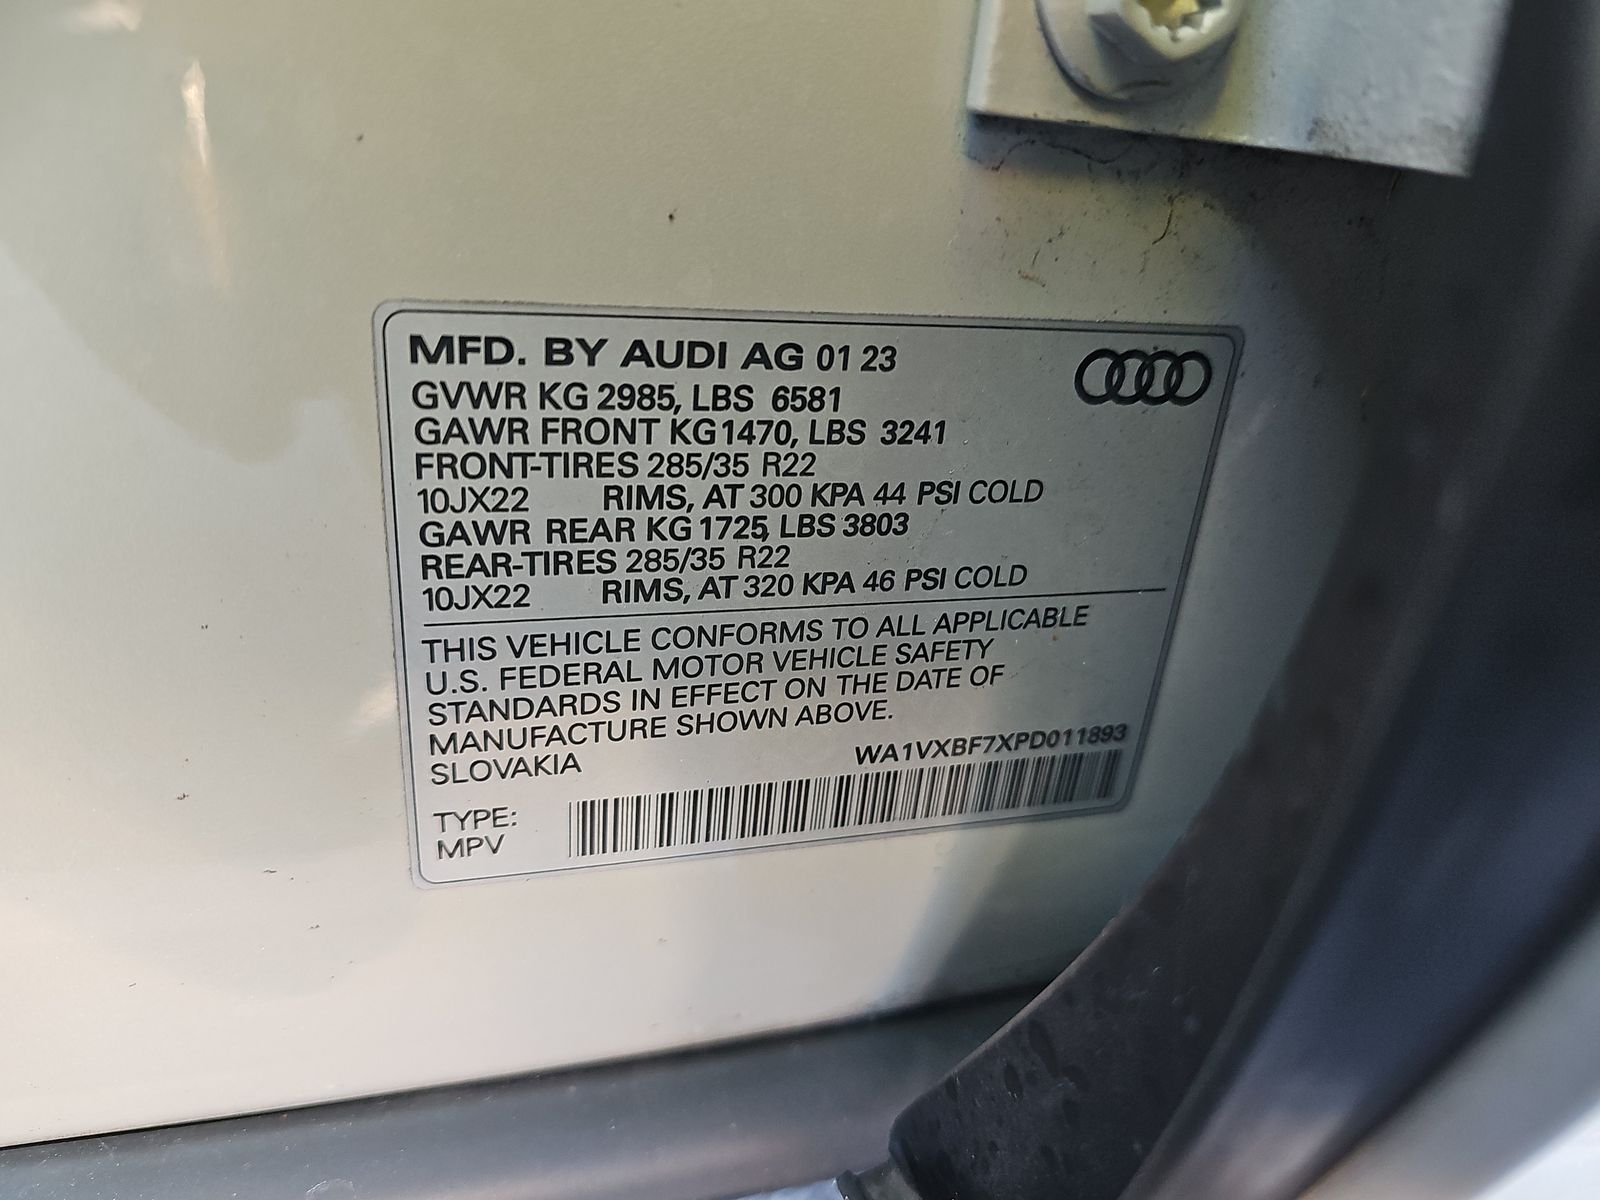 MFD. BY AUDI AG 01 23
GVWR KG 2985, LBS 6581
GAWR FRONT KG 1470, LBS 3241
FRONT-TIRES 285/35 R22
10JX22 RIMS, AT 300 KPA 44 PSI COLD
GAWR REAR KG 1725, LBS 3803
REAR-TIRES 285/35 R22
10JX22 RIMS, AT 320 KPA 46 PSI COLD
THIS VEHICLE CONFORMS TO ALL APPLICABLE
U.S. FEDERAL MOTOR VEHICLE SAFETY
STANDARDS IN EFFECT ON THE DATE OF
MANUFACTURE SHOWN ABOVE.
SLOVAKIA WA1VXBF7XPD011893
TYPE:
MPV